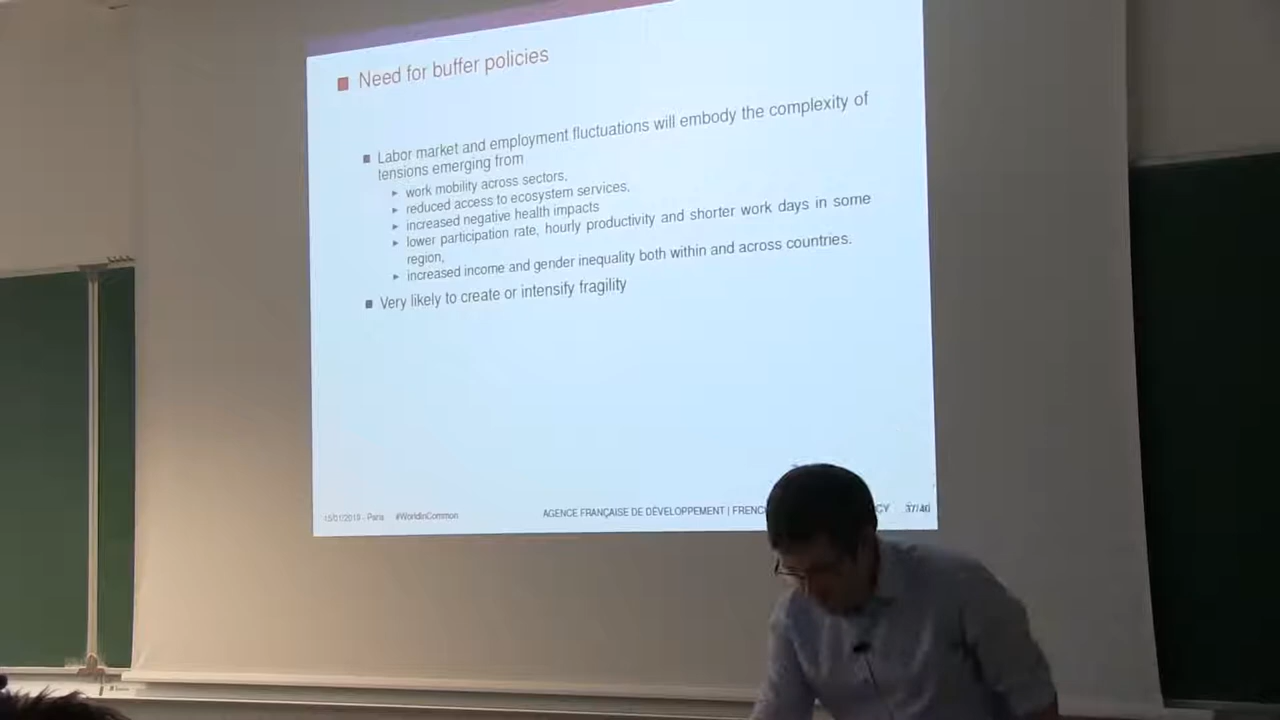 Need for buffer policies
Labor market and employment fluctuations will embody the complexity of
tensions emerging from
work mobility across sectors,
reduced access to ecosystem services,
increased negative health impacts
lower participation rate, hourly productivity and shorter work days in some
region,
increased income and gender inequality both within and across countries.
Very likely to create or intensify fragility
15/01/2019 - Paris #WorldInCommon AGENCE FRANÇAISE DE DÉVELOPPEMENT | FRENC CY 37/40